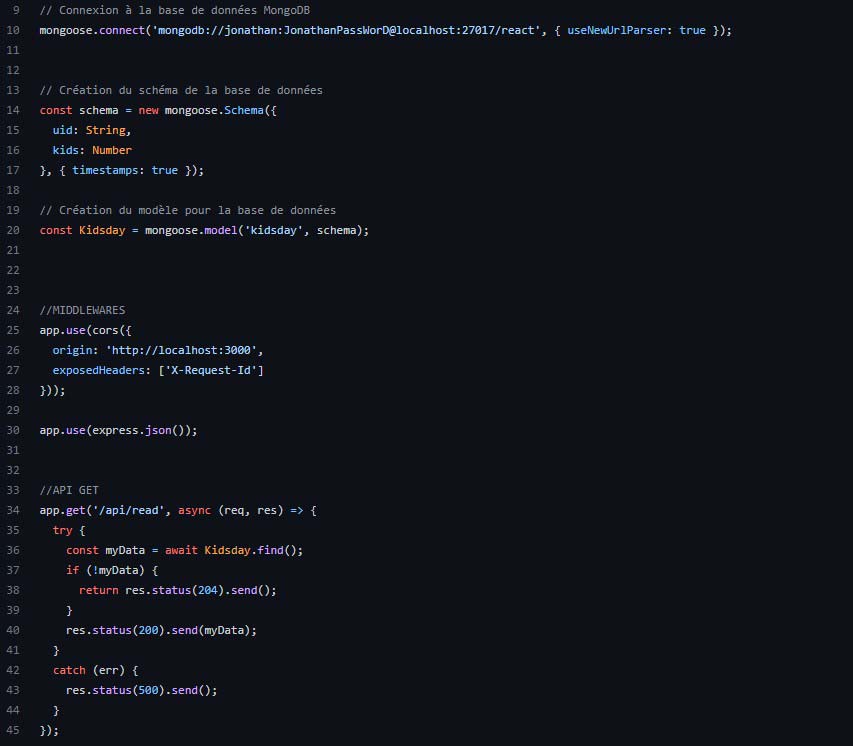 9 // Connexion à la base de données MongoDB
10 mongoose.connect('mongodb://jonathan:JonathanPassWorD@localhost:27017/react', { useNewUrlParser: true });
11
12
13 // Création du schéma de la base de données
14 const schema = new mongoose.Schema({
15   uid: String,
16   kids: Number
17 }, { timestamps: true });
18
19 // Création du modèle pour la base de données
20 const Kidsday = mongoose.model('kidsday', schema);
21
22
23
24 //MIDDLEWARES
25 app.use(cors({
26   origin: 'http://localhost:3000',
27   exposedHeaders: ['X-Request-Id']
28 }));
29
30 app.use(express.json());
31
32
33 //API GET
34 app.get('/api/read', async (req, res) => {
35   try {
36     const myData = await Kidsday.find();
37     if (!myData) {
38       return res.status(204).send();
39     }
40     res.status(200).send(myData);
41   }
42   catch (err) {
43     res.status(500).send();
44   }
45 });